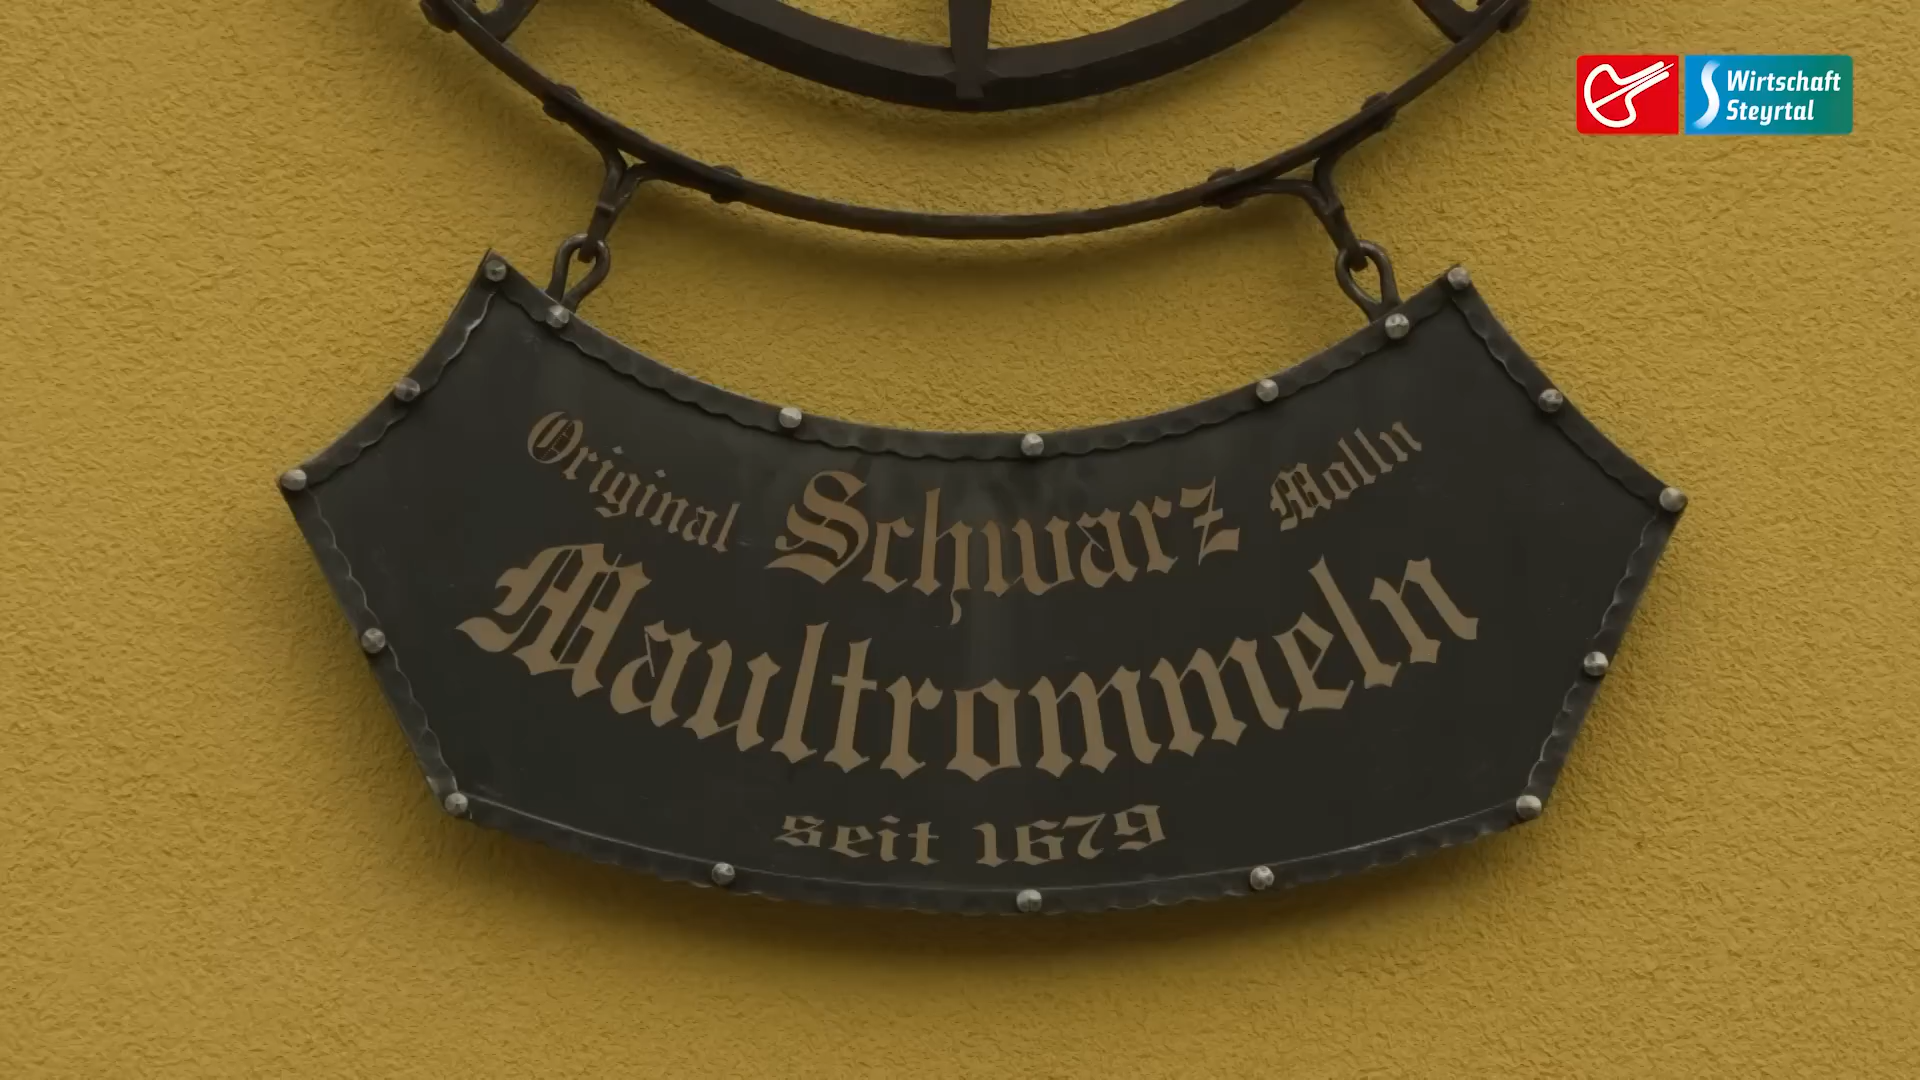 Wirtschaft
Steyrtal
Original Schwarz Molln
Maultrommeln
seit 1679